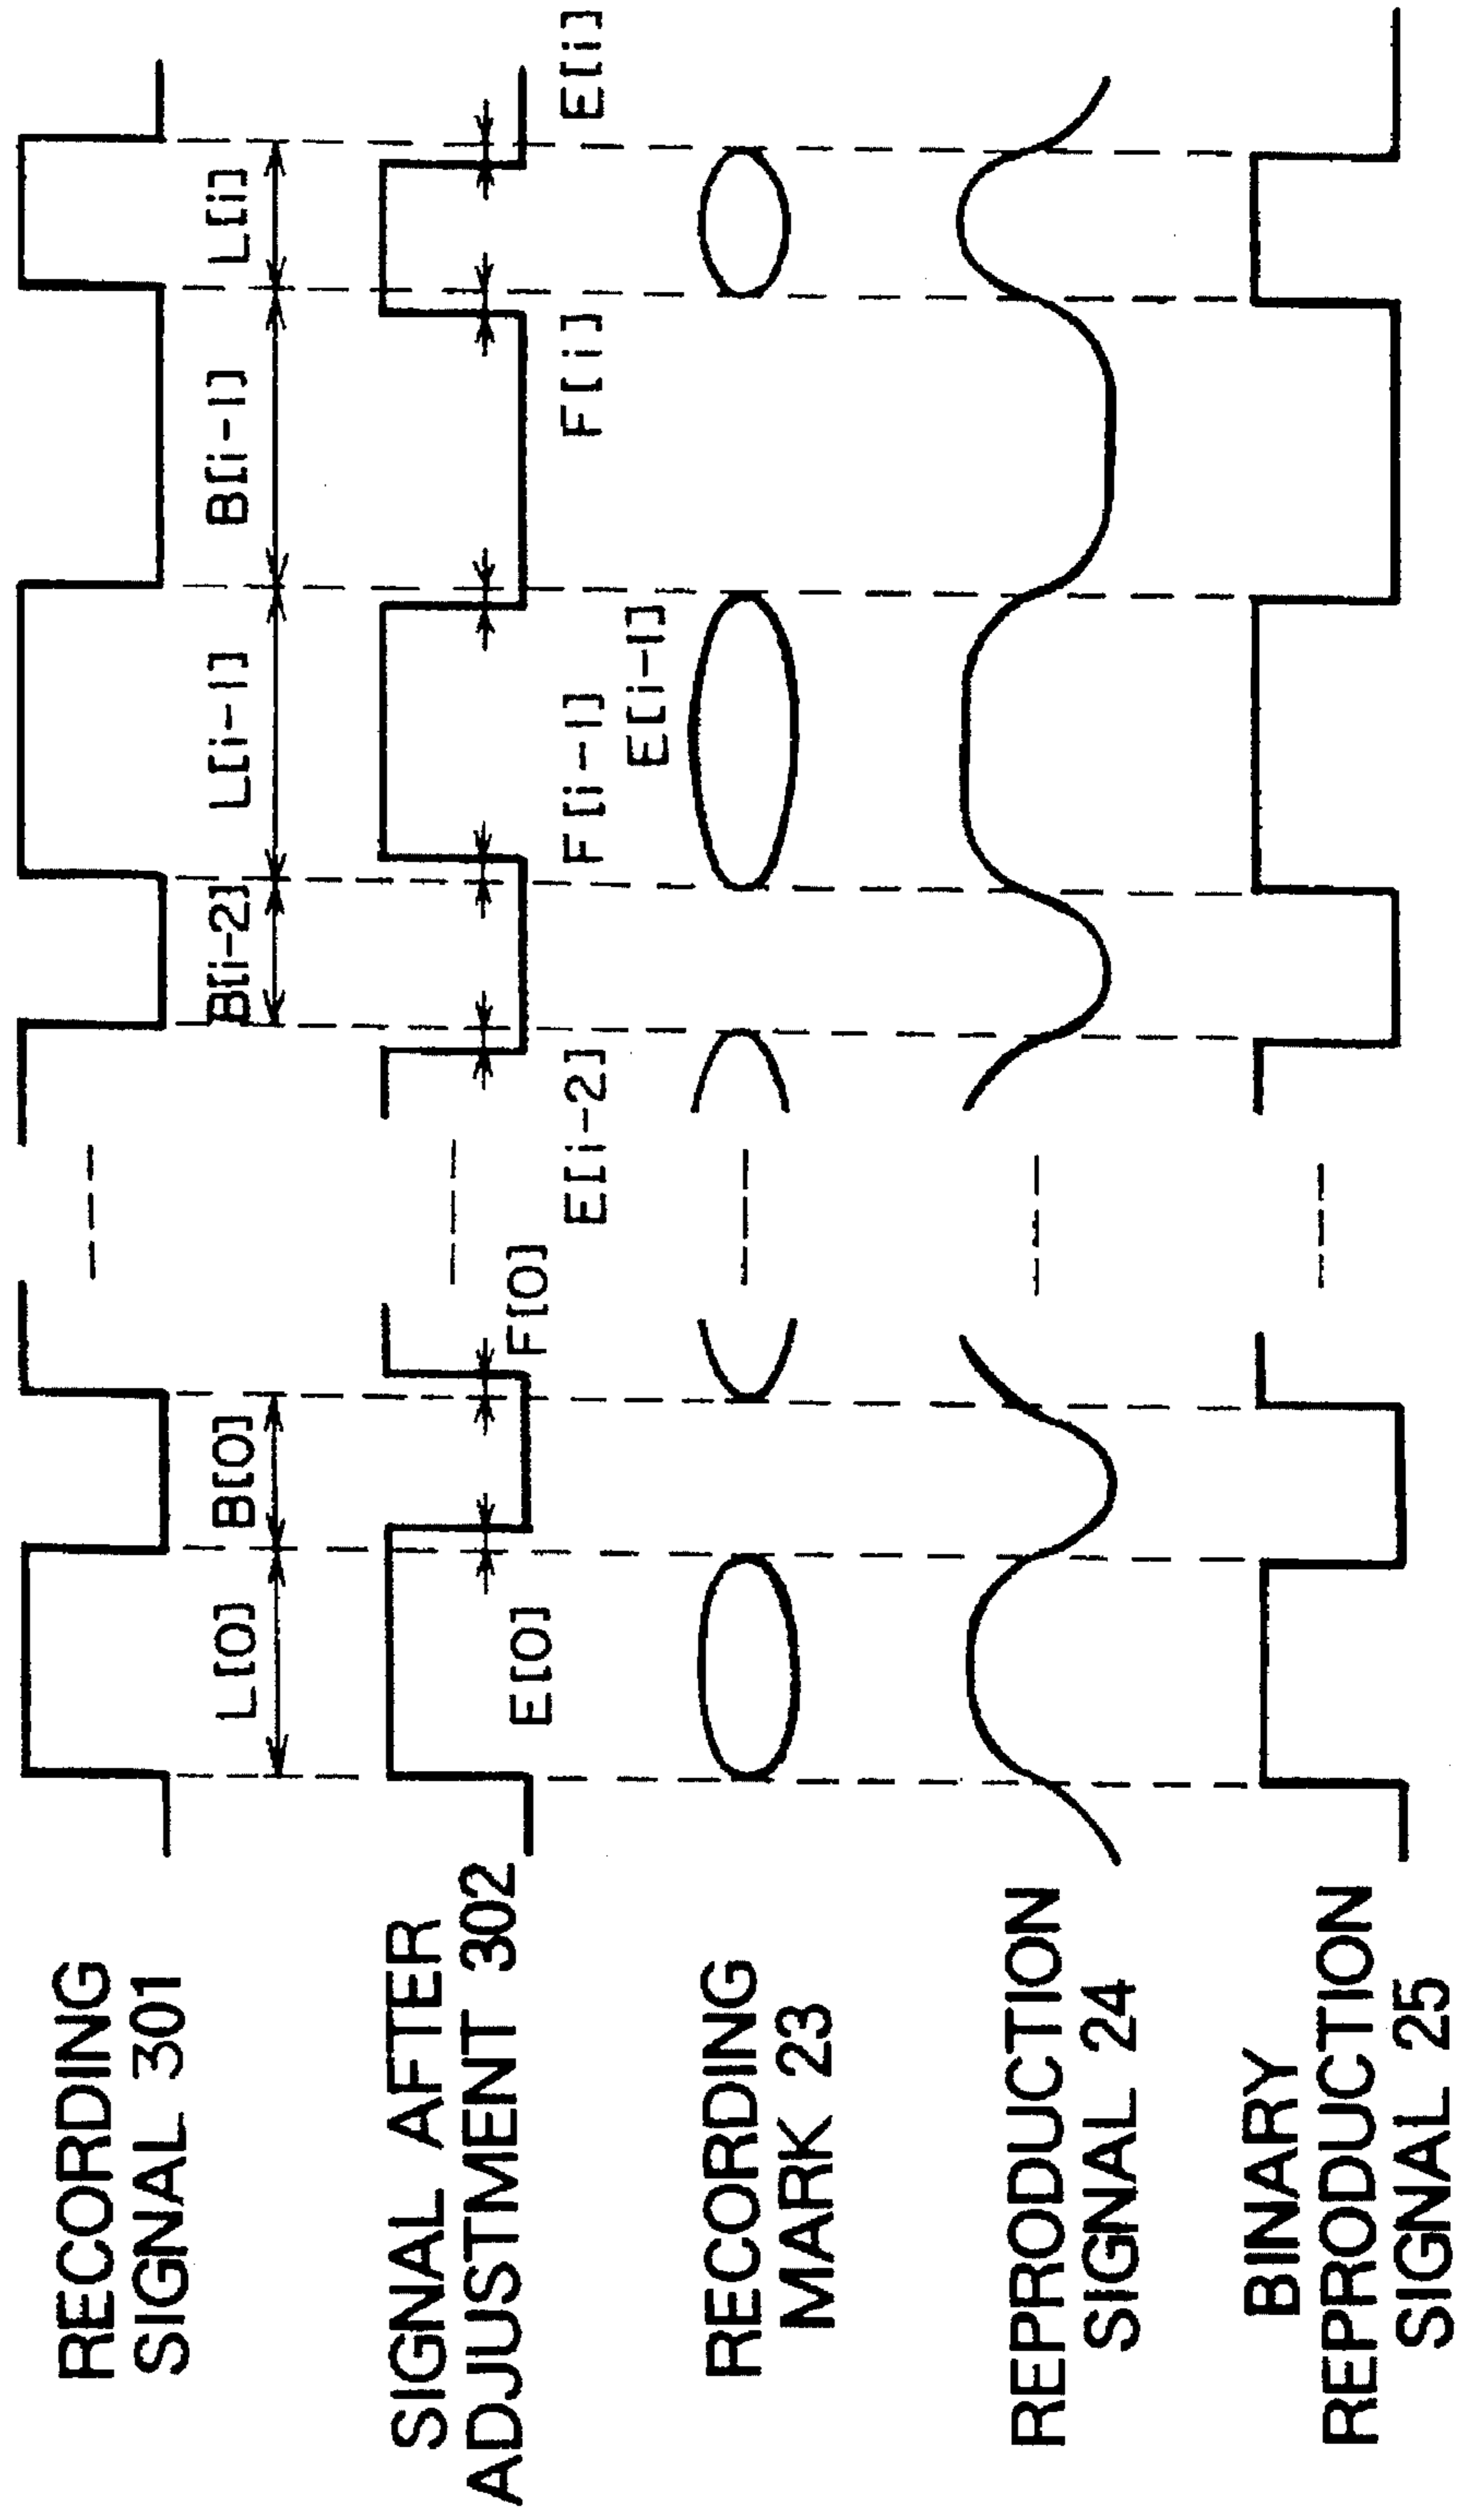 RECORDING
SIGNAL 301
L[0]
B[0]
B[i-2]
L[i-1]
B[i-1]
L[i]
SIGNAL AFTER
ADJUSTMENT 302
E[0]
F[0]
E[i-2]
F[i-1]
E[i-1]
F[i]
E[i]
RECORDING
MARK 23
REPRODUCTION
SIGNAL 24
BINARY
REPRODUCTION
SIGNAL 25